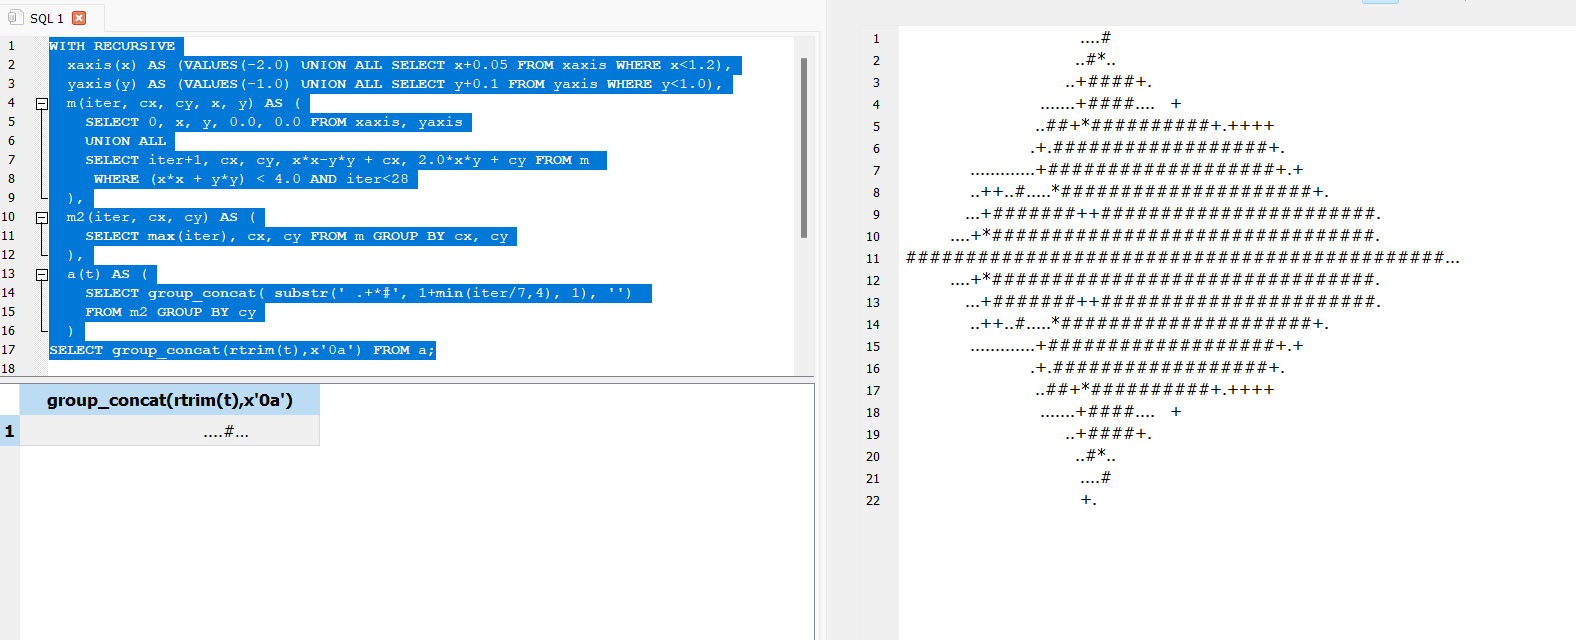 SQL 1
1 WITH RECURSIVE
2 xaxis(x) AS (VALUES(-2.0) UNION ALL SELECT x+0.05 FROM xaxis WHERE x<1.2),
3 yaxis(y) AS (VALUES(-1.0) UNION ALL SELECT y+0.1 FROM yaxis WHERE y<1.0),
4 m(iter, cx, cy, x, y) AS (
5 SELECT 0, x, y, 0.0, 0.0 FROM xaxis, yaxis
6 UNION ALL
7 SELECT iter+1, cx, cy, x*x-y*y + cx, 2.0*x*y + cy FROM m
8 WHERE (x*x + y*y) < 4.0 AND iter<28
9 ),
10 m2(iter, cx, cy) AS (
11 SELECT max(iter), cx, cy FROM m GROUP BY cx, cy
12 ),
13 a(t) AS (
14 SELECT group_concat( substr(' .+*#', 1+min(iter/7,4), 1), '')
15 FROM m2 GROUP BY cy
16 )
17 SELECT group_concat(rtrim(t),x'0a') FROM a;
18
group_concat(rtrim(t),x'0a')
1 ....#...
1 ....#
2 ..#*..
3 ..+####+.
4 .......+####.... +
5 ..##+*##########+.++++
6 .+.##################+.
7 .............+###################+.+
8 ..++..#.....*#####################+.
9 ...+#######++#######################.
10 ....+*################################.
11 #############################################...
12 ....+*################################.
13 ...+#######++#######################.
14 ..++..#.....*#####################+.
15 .............+###################+.+
16 .+.##################+.
17 ..##+*##########+.++++
18 .......+####.... +
19 ..+####+.
20 ..#*..
21 ....#
22 +.